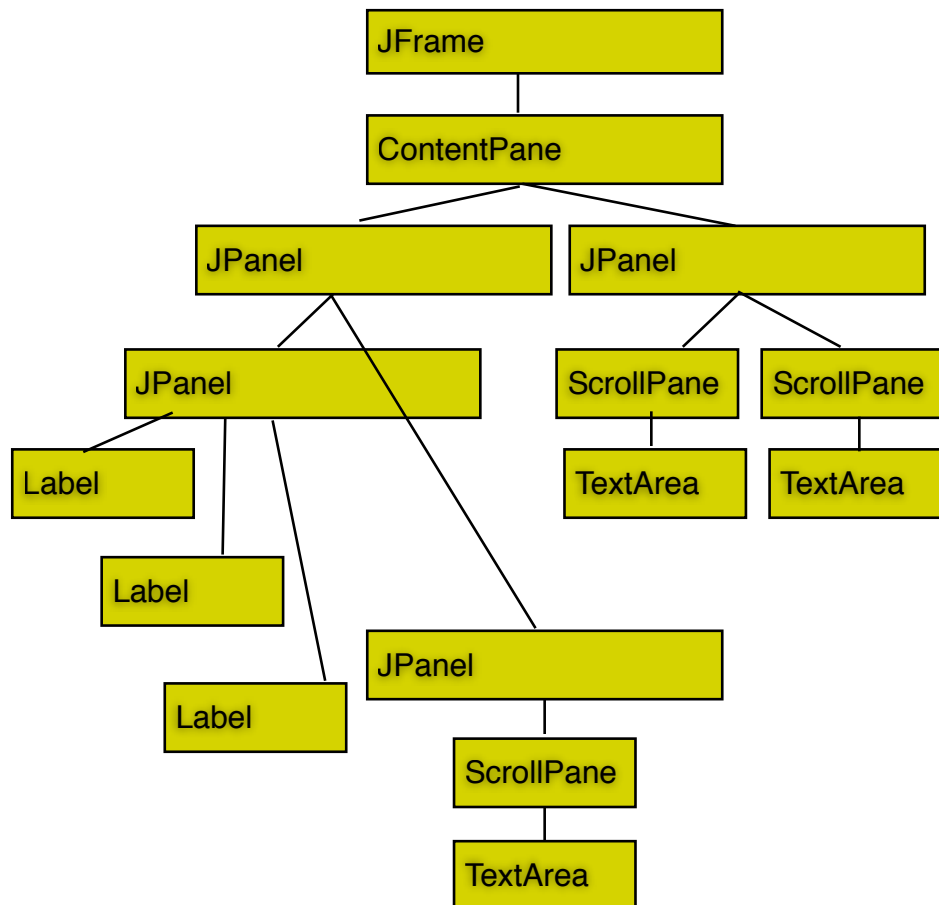 JFrame
ContentPane
JPanel
JPanel
JPanel
ScrollPane
ScrollPane
Label
TextArea
TextArea
Label
JPanel
Label
ScrollPane
TextArea